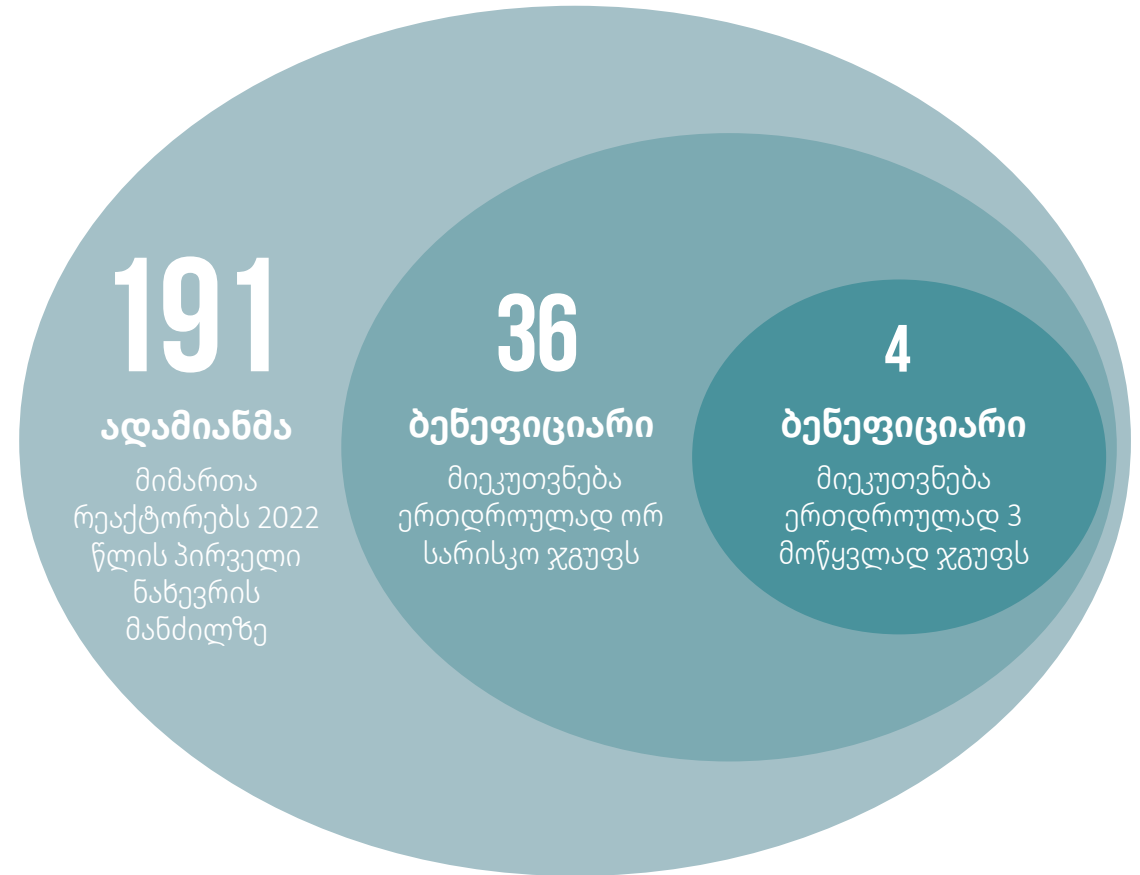 191
ადამიანმა
მიმართა
რეაქტორებს 2022
წლის პირველი
ნახევრის
მანძილზე
36
ბენეფიციარი
მიეკუთვნება
ერთდროულად ორ
სარისკო ჯგუფს
4
ბენეფიციარი
მიეკუთვნება
ერთდროულად 3
მოწყვლად ჯგუფს